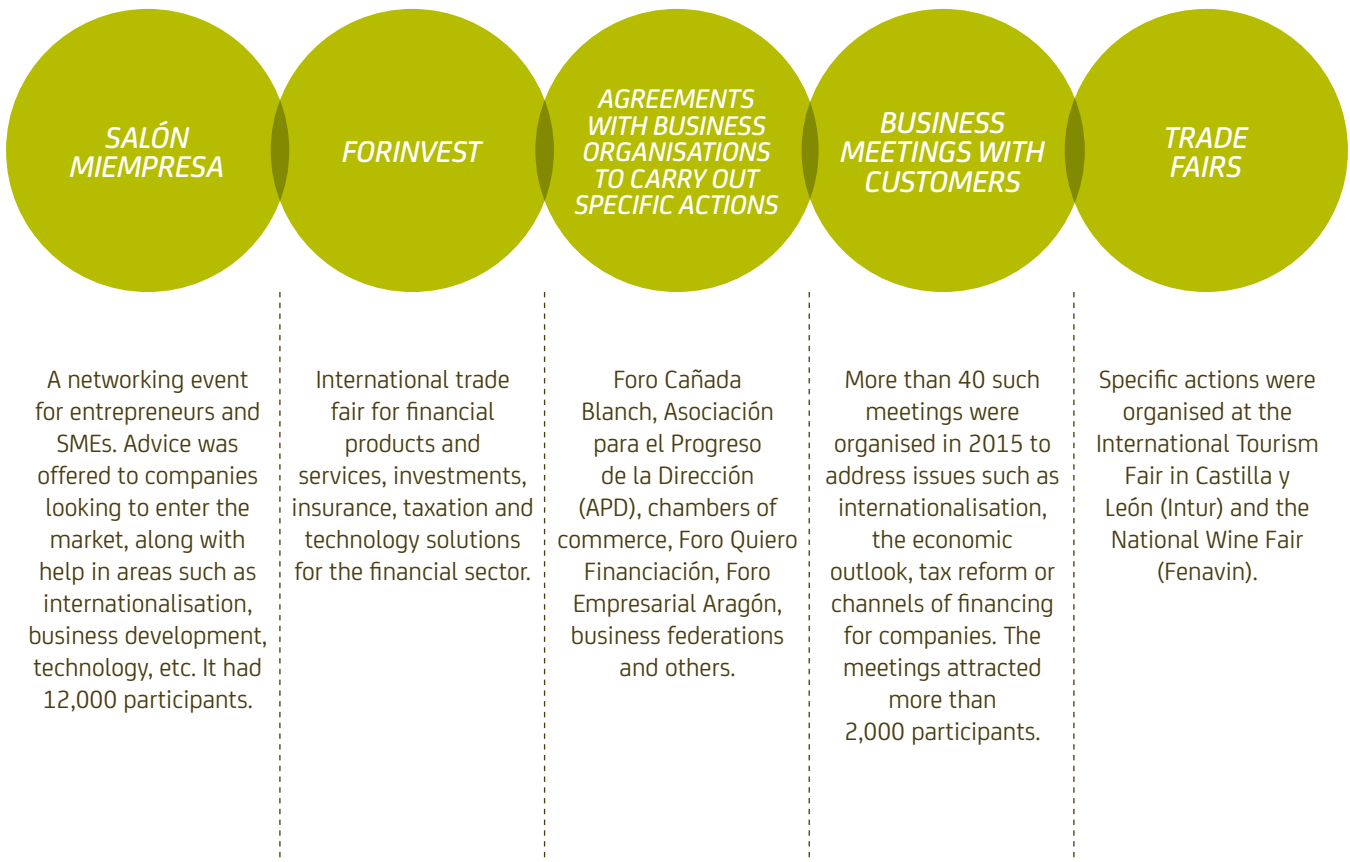 SALÓN
MIEMPRESA
FORINVEST
AGREEMENTS
WITH BUSINESS
ORGANISATIONS
TO CARRY OUT
SPECIFIC ACTIONS
BUSINESS
MEETINGS WITH
CUSTOMERS
TRADE
FAIRS
A networking event
for entrepreneurs and
SMEs. Advice was
offered to companies
looking to enter the
market, along with
help in areas such as
internationalisation,
business development,
technology, etc. It had
12,000 participants.
International trade
fair for financial
products and
services, investments,
insurance, taxation and
technology solutions
for the financial sector.
Foro Cañada
Blanch, Asociación
para el Progreso
de la Dirección
(APD), chambers of
commerce, Foro Quiero
Financiación, Foro
Empresarial Aragón,
business federations
and others.
More than 40 such
meetings were
organised in 2015 to
address issues such as
internationalisation,
the economic
outlook, tax reform or
channels of financing
for companies. The
meetings attracted
more than
2,000 participants.
Specific actions were
organised at the
International Tourism
Fair in Castilla y
León (Intur) and the
National Wine Fair
(Fenavin).